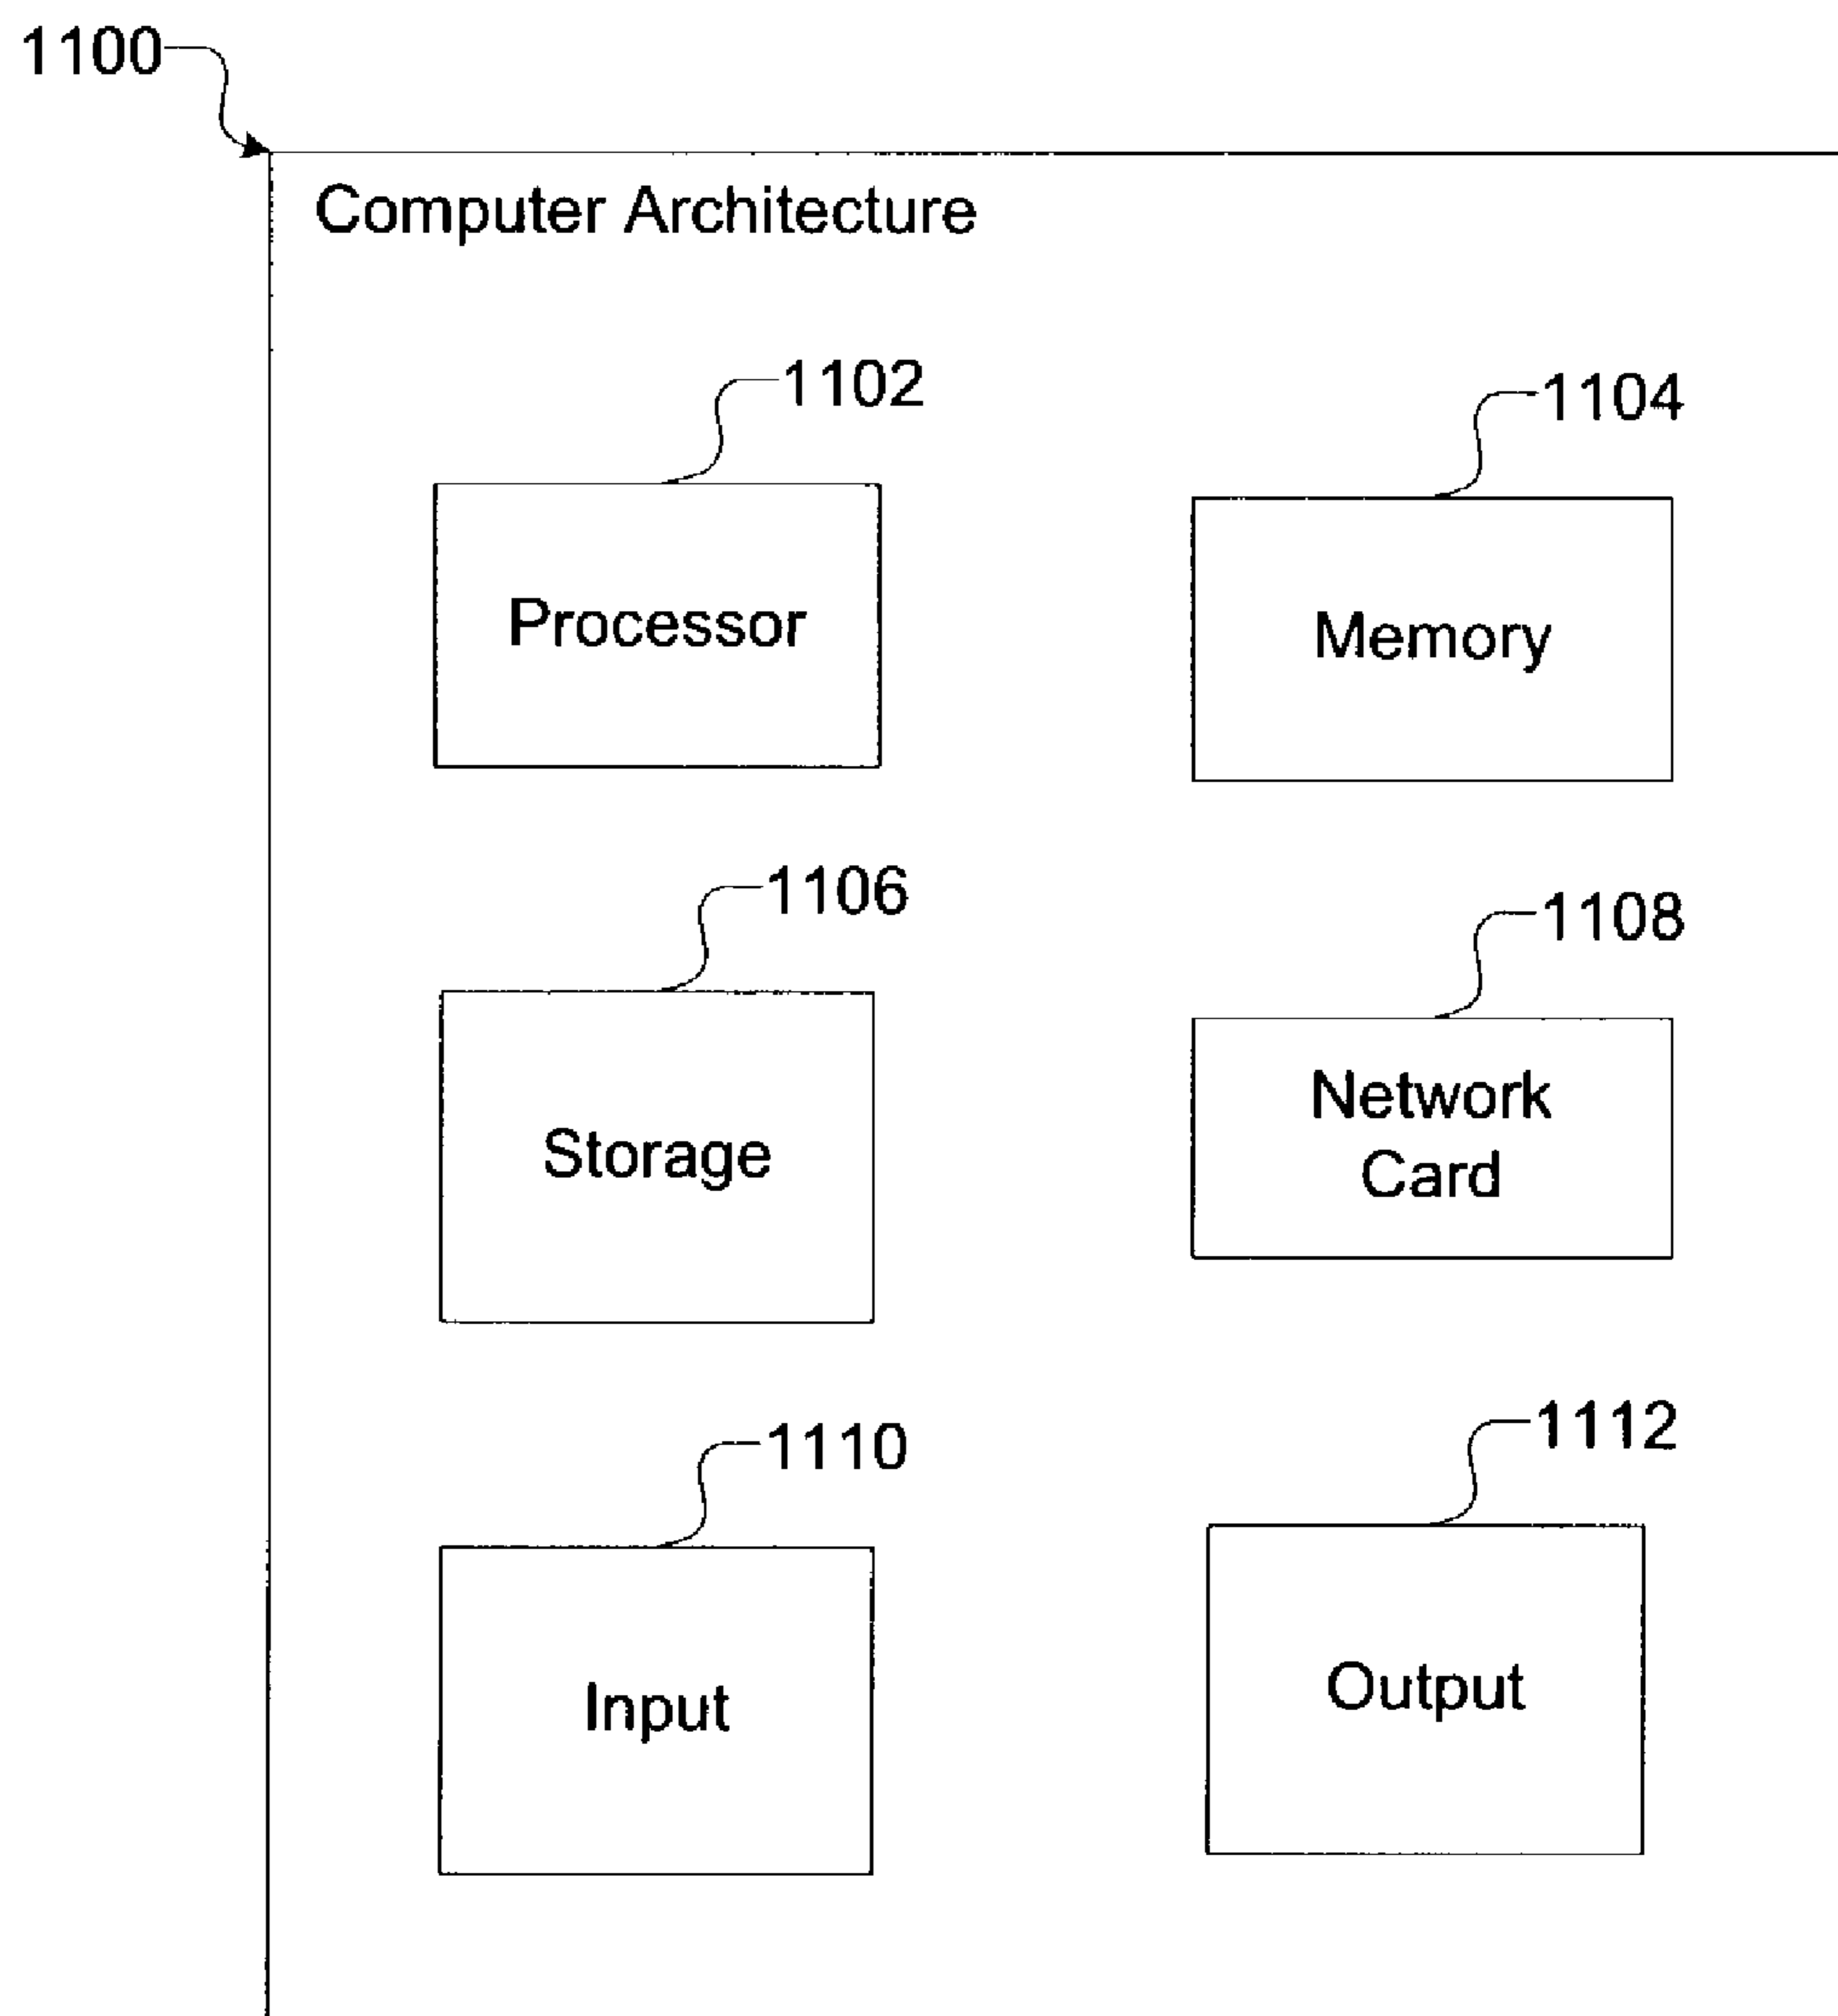 1100
Computer Architecture
1102
1104
Processor
Memory
1106
1108
Storage
Network
Card
1110
1112
Input
Output